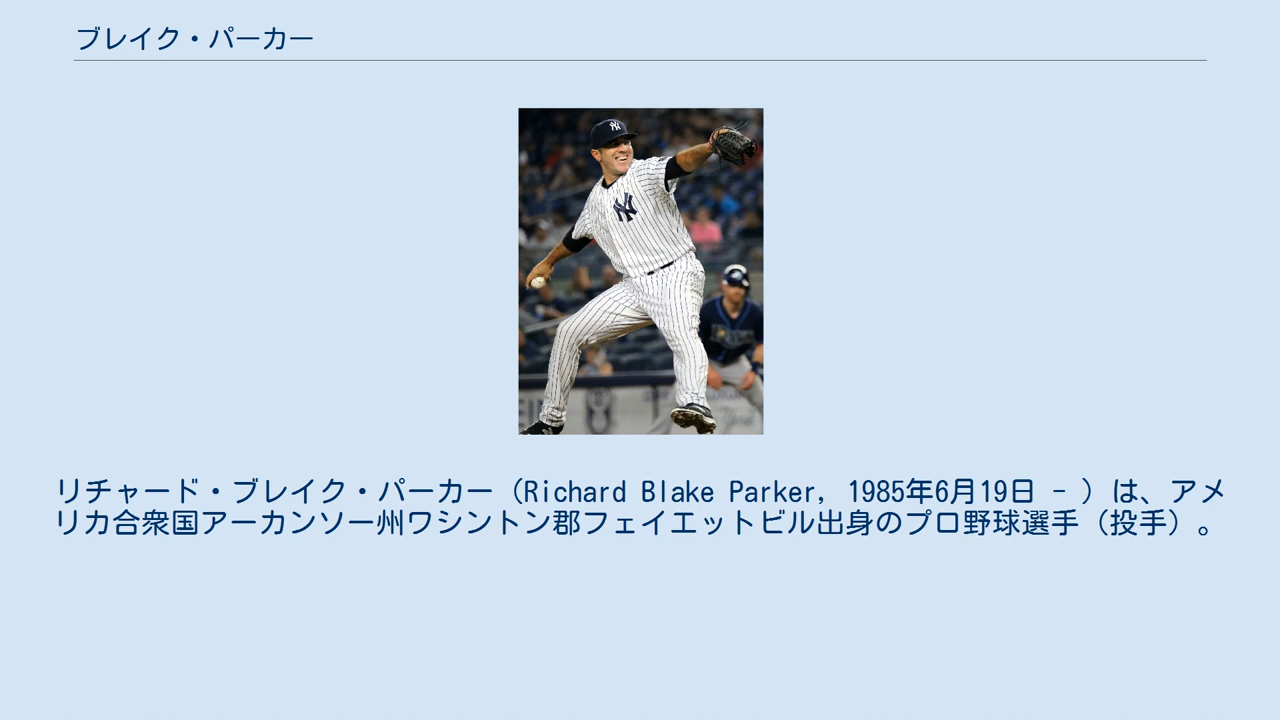 ブレイク・パーカー
リチャード・ブレイク・パーカー（Richard Blake Parker, 1985年6月19日 - ）は、アメ
リカ合衆国アーカンソー州ワシントン郡フェイエットビル出身のプロ野球選手（投手）。